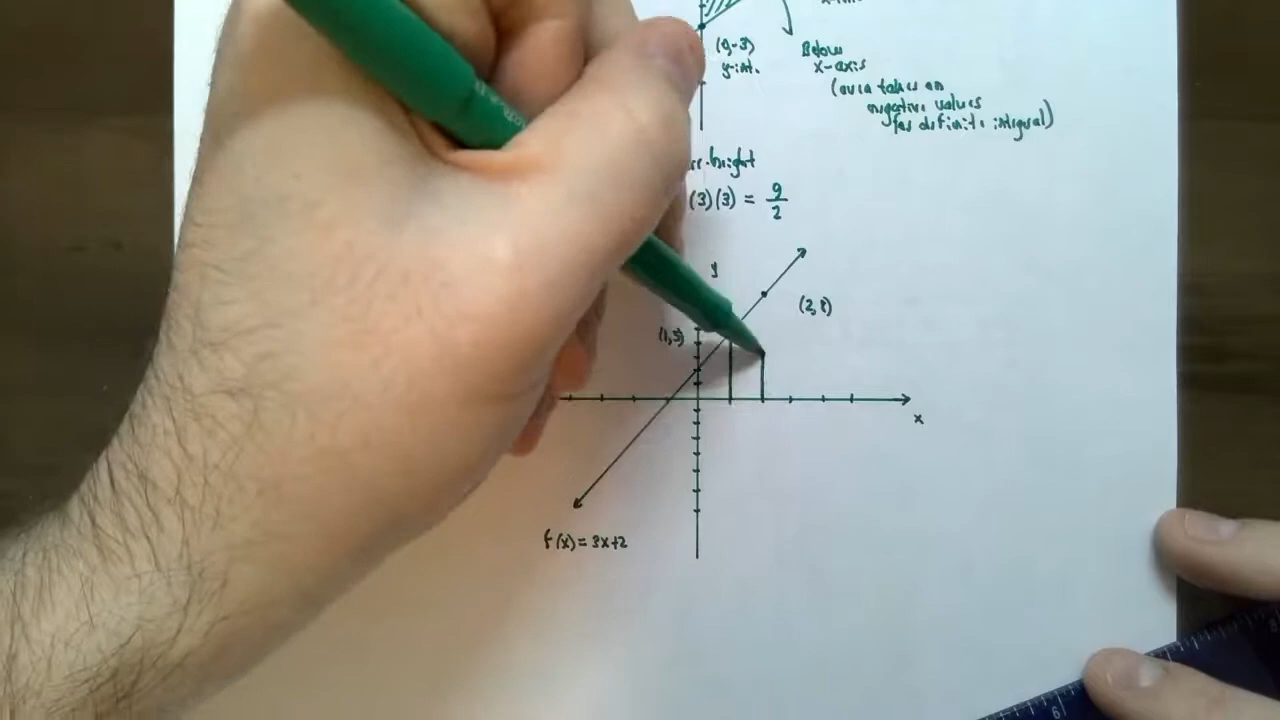 (0,-3)
y-int.
Below
x-axis
(area takes on
negative values
for definite integral)
(3)(3) = 9/2
y
(2,8)
(1,5)
x
f(x)=3x+2